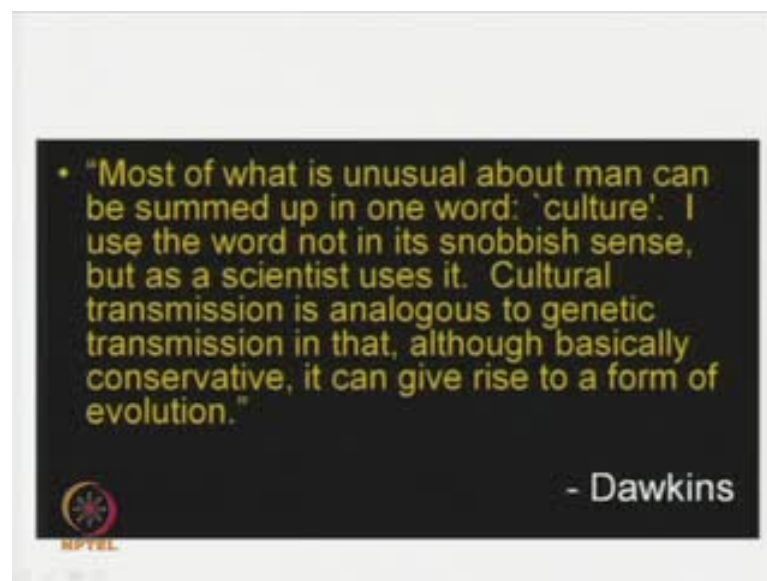 • “Most of what is unusual about man can
be summed up in one word: `culture'. I
use the word not in its snobbish sense,
but as a scientist uses it. Cultural
transmission is analogous to genetic
transmission in that, although basically
conservative, it can give rise to a form of
evolution.”
- Dawkins
NPTEL